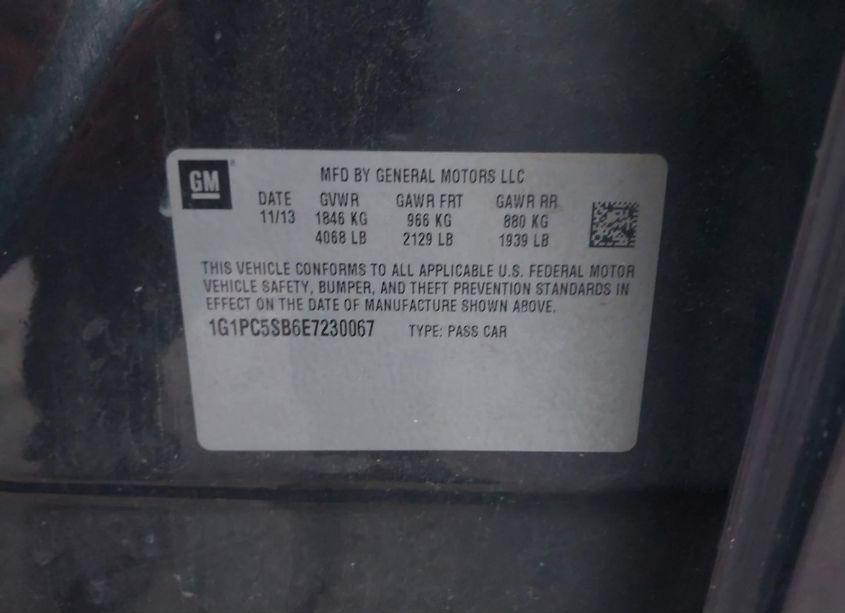 GM ® MFD BY GENERAL MOTORS LLC
DATE GVWR GAWR FRT GAWR RR
11/13 1846 KG 966 KG 880 KG
4068 LB 2129 LB 1939 LB
THIS VEHICLE CONFORMS TO ALL APPLICABLE U.S. FEDERAL MOTOR
VEHICLE SAFETY, BUMPER, AND THEFT PREVENTION STANDARDS IN
EFFECT ON THE DATE OF MANUFACTURE SHOWN ABOVE.
1G1PC5SB6E7230067 TYPE: PASS CAR